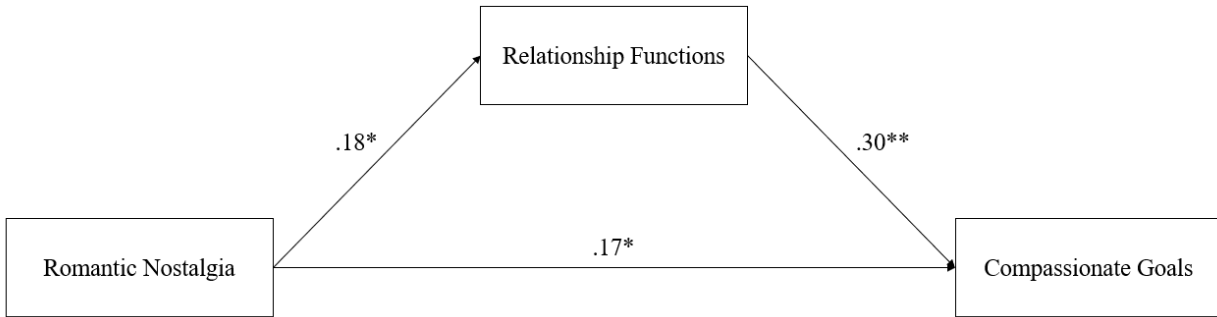 Relationship Functions
.18*
.30**
.17*
Romantic Nostalgia
Compassionate Goals